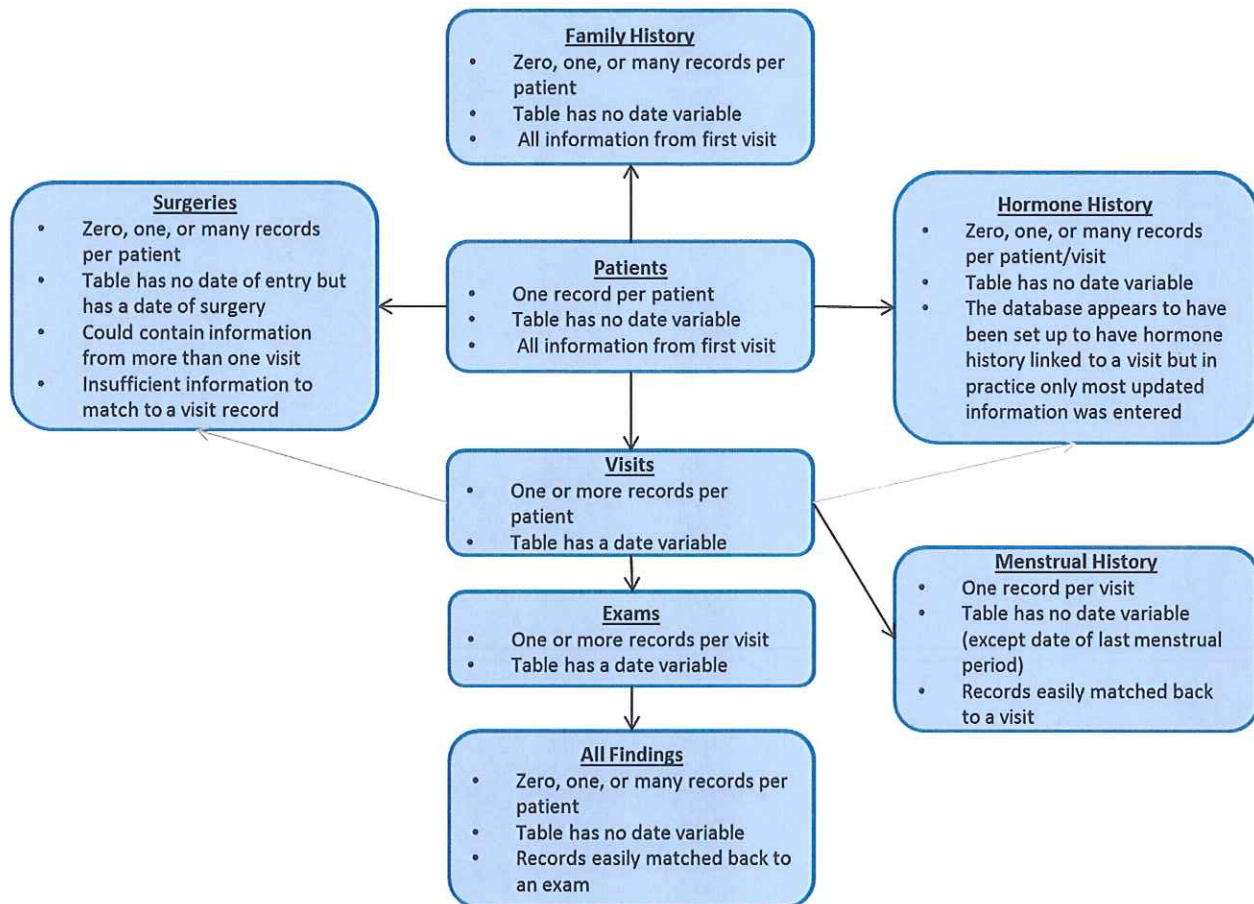 Family History
• Zero, one, or many records per
patient
• Table has no date variable
• All information from first visit
Surgeries
• Zero, one, or many records
per patient
• Table has no date of entry but
has a date of surgery
• Could contain information
from more than one visit
• Insufficient information to
match to a visit record
Patients
• One record per patient
• Table has no date variable
• All information from first visit
Hormone History
• Zero, one, or many records
per patient/visit
• Table has no date variable
• The database appears to have
been set up to have hormone
history linked to a visit but in
practice only most updated
information was entered
Visits
• One or more records per
patient
• Table has a date variable
Menstrual History
• One record per visit
• Table has no date variable
(except date of last menstrual
period)
• Records easily matched back
to a visit
Exams
• One or more records per visit
• Table has a date variable
All Findings
• Zero, one, or many records per
patient
• Table has no date variable
• Records easily matched back to
an exam